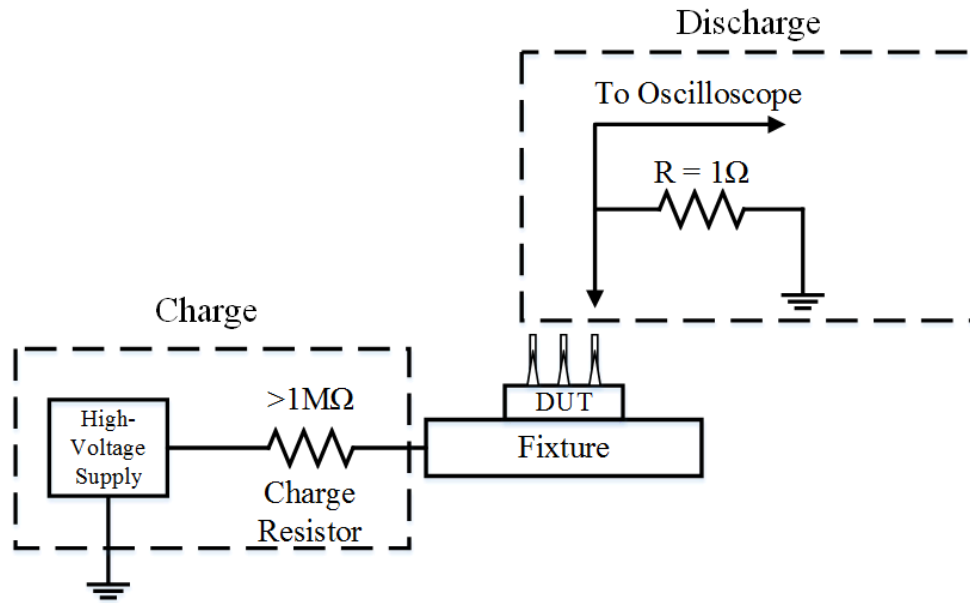 Discharge
To Oscilloscope
R = 1Ω
Charge
>1MΩ
High-
Voltage
Supply
Charge
Resistor
DUT
Fixture